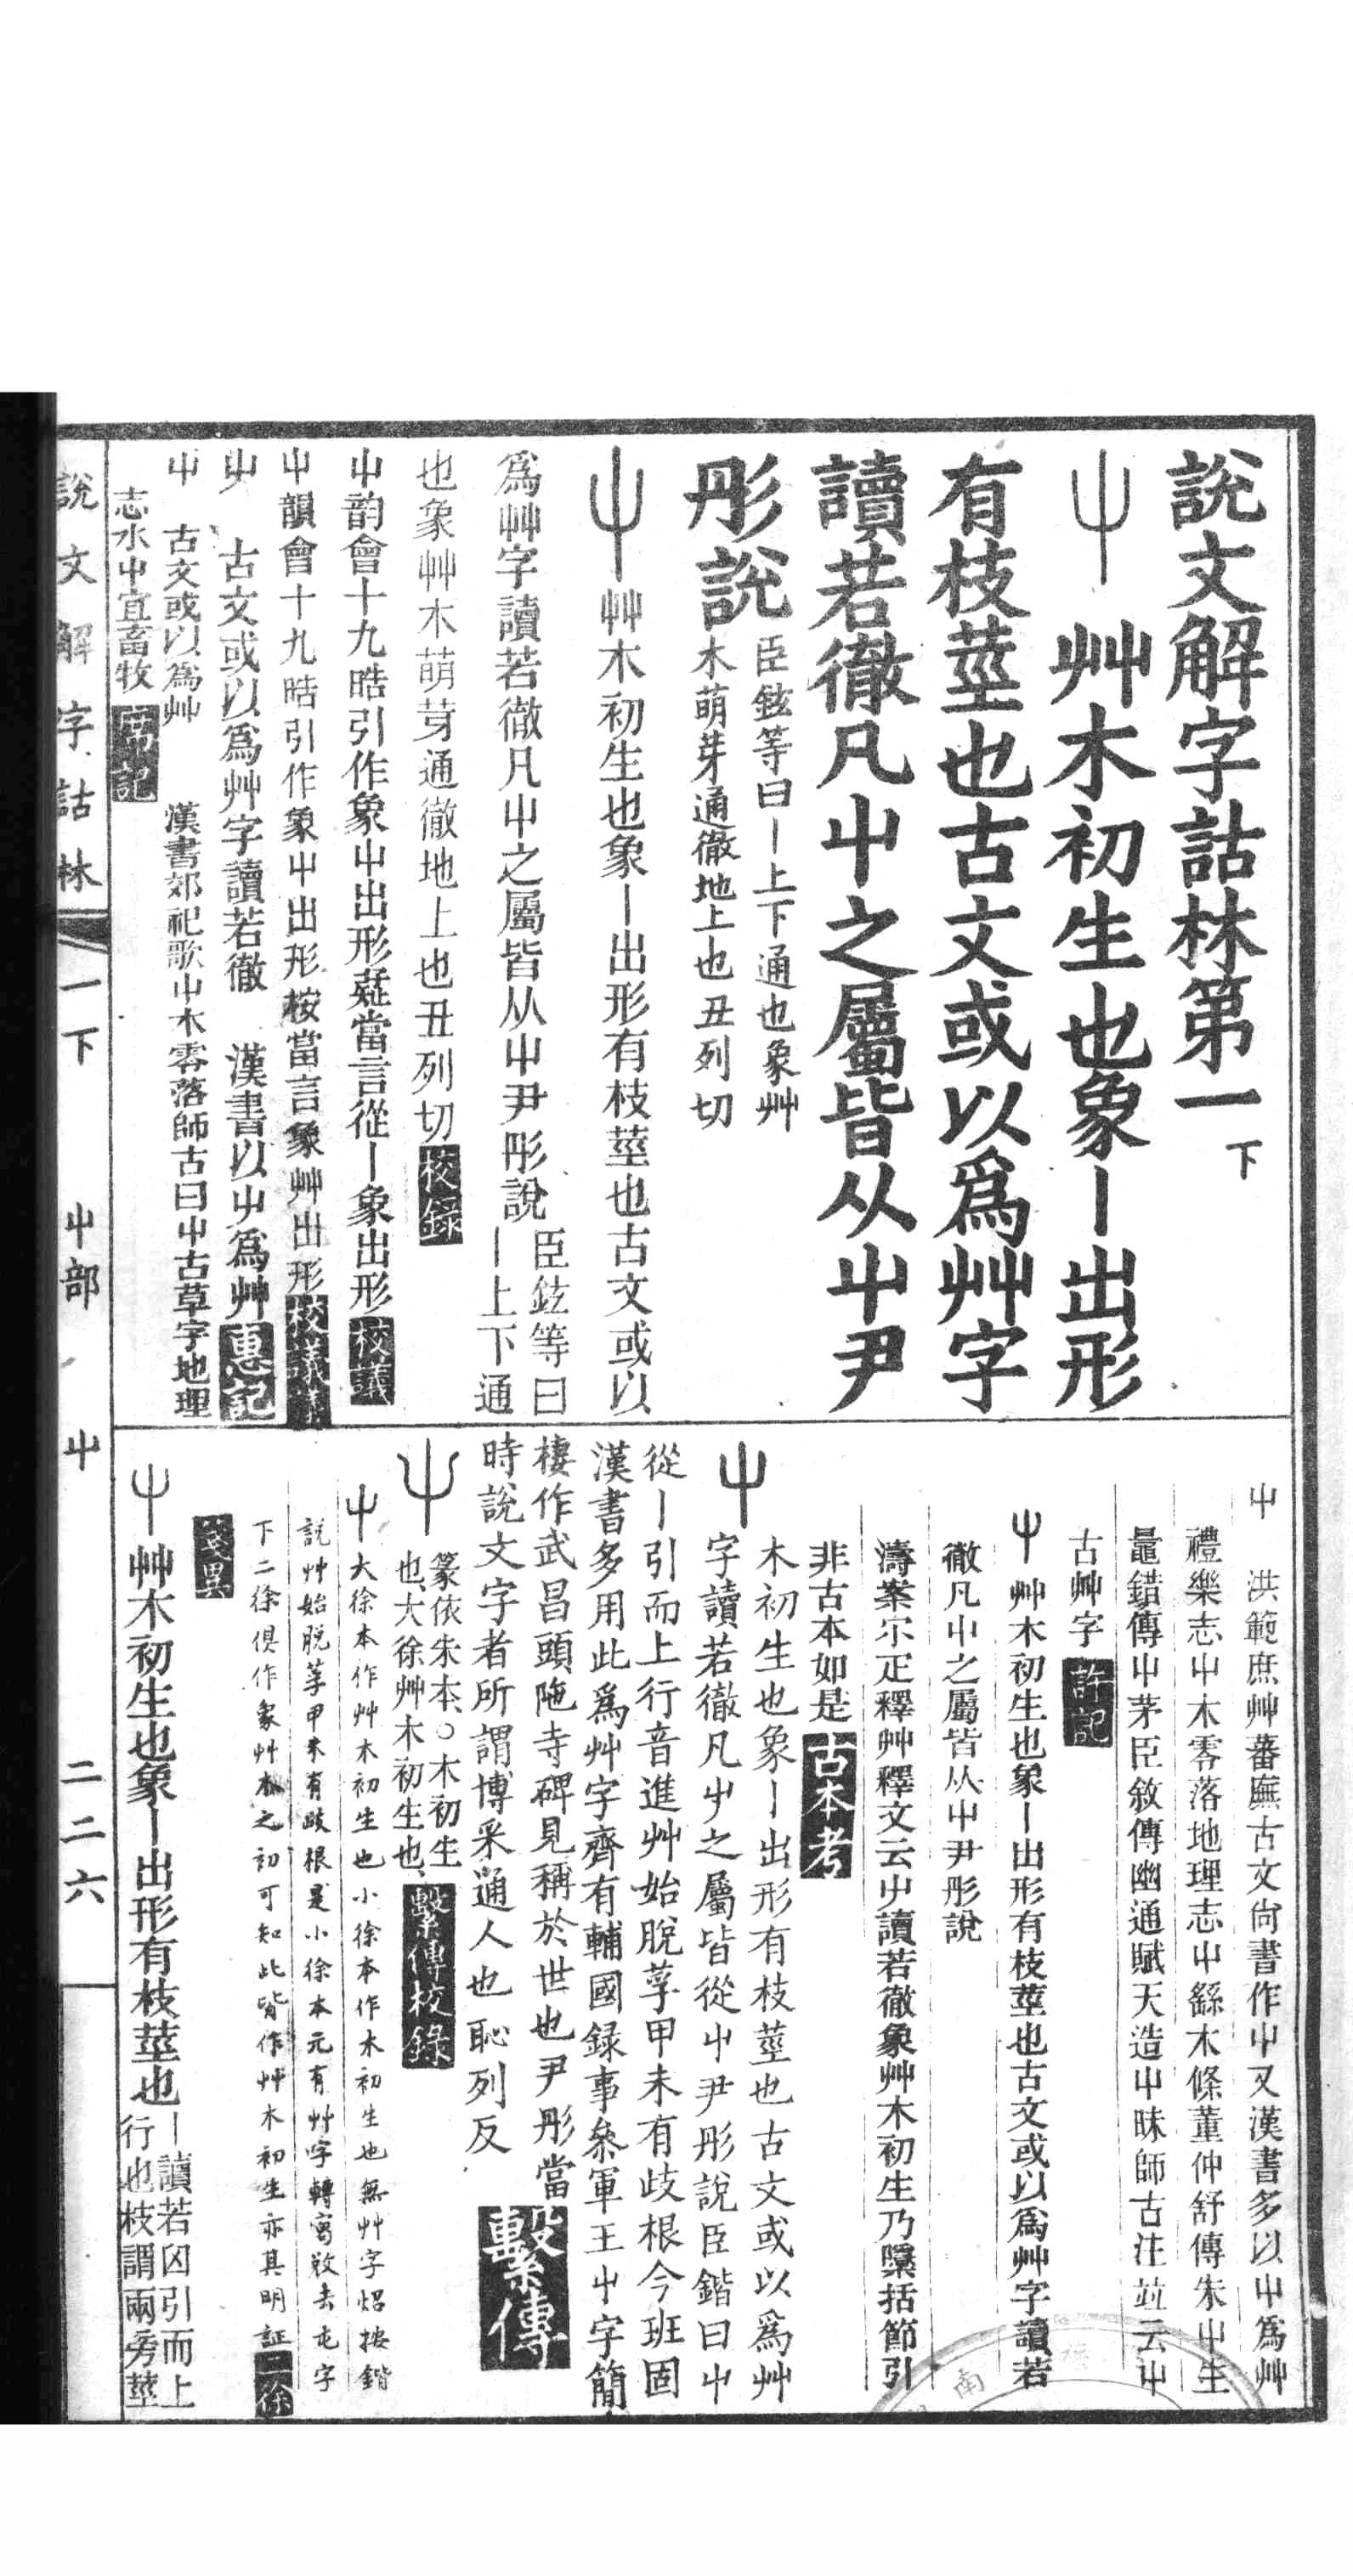 說文解字詁林第一下
屮 艸木初生也象丨出形
有枝莖也古文或以爲艸字
讀若徹凡屮之屬皆从屮尹
彤說 臣鉉等曰丨上下通也象艸
木萌芽通徹地上也丑列切
屮 艸木初生也象丨出形有枝莖也古文或以
爲艸字讀若徹凡屮之屬皆从屮尹彤說 臣鉉等曰
丨上下通
也象艸木萌芽通徹地上也丑列切 校錄
屮韵會十九晧引作象屮出形疑當言從丨象出形 校議
屮韻會十九晧引作象屮出形桉當言象艸出形 校議議
屮 古文或以爲艸字讀若徹 漢書以屮爲艸 惠記
屮 古文或以爲艸 漢書郊祀歌屮木零落師古曰屮古草字地理
志水屮宜畜牧 席記
說文解字詁林 一下 屮部 屮 二二六
屮 洪範庶艸蕃廡古文尙書作屮又漢書多以屮爲艸
禮樂志屮木零落地理志屮繇木條董仲舒傳朱屮生
鼂錯傳屮茅臣敘傳幽通賦天造屮昧師古注竝云屮
古艸字 許記
屮 艸木初生也象丨出形有枝莖也古文或以爲艸字讀若
徹凡屮之屬皆从屮尹彤說
濤案尒疋釋艸釋文云屮讀若徹象艸木初生乃檃括節引
非古本如是 古本考
屮 木初生也象丨出形有枝莖也古文或以爲艸
字讀若徹凡屮之屬皆從屮尹彤說臣鍇曰屮
從丨引而上行音進艸始脫莩甲未有歧根今班固
漢書多用此爲艸字齊有輔國録事叅軍王屮字簡
棲作武昌頭陁寺碑見稱於世也尹彤當
時說文字者所謂博采通人也恥列反 繫傳
屮 篆依朱本○木初生
也大徐艸木初生也 繫傳校錄
屮 大徐本作艸木初生也小徐本作木初生也無艸字炤按鍇
說艸始脫莩甲未有歧根是小徐本元有艸字轉寫敚去屯字
下二徐俱作象艸木之初可知此皆作艸木初生亦其明証 二徐
箋異
屮 艸木初生也象丨出形有枝莖也 丨讀若囟引而上
行也枝謂兩旁莖